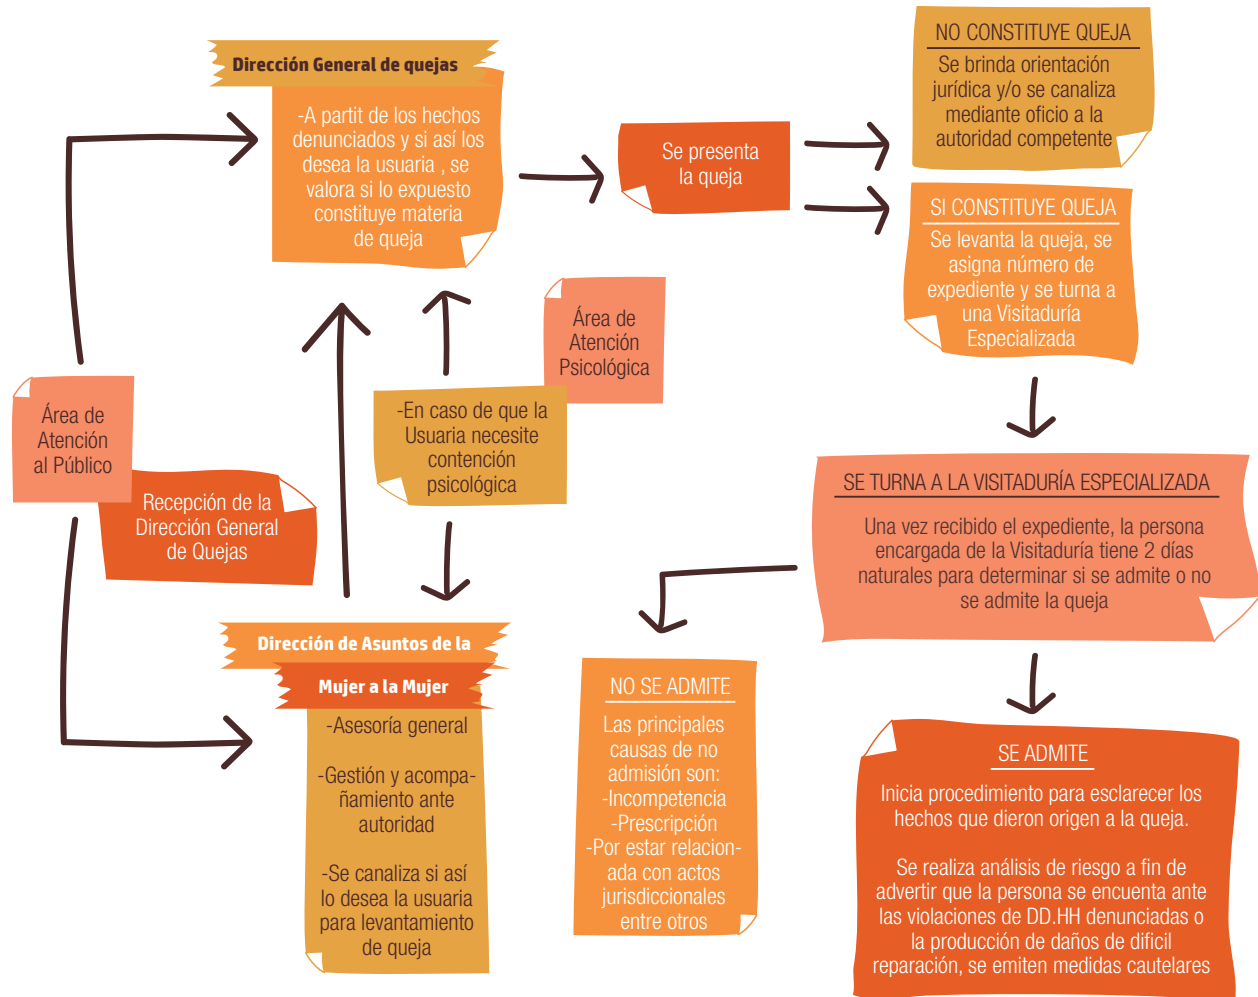 Área de
Atención
al Público
Recepción de la
Dirección General
de Quejas
Dirección General de quejas
-A partit de los hechos
denunciados y si así los
desea la usuaria , se
valora si lo expuesto
constituye materia
de queja
Área de
Atención
Psicológica
-En caso de que la
Usuaria necesite
contención
psicológica
Dirección de Asuntos de la
Mujer a la Mujer
-Asesoría general
-Gestión y acompa-
ñamiento ante
autoridad
-Se canaliza si así
lo desea la usuaria
para levantamiento
de queja
Se presenta
la queja
NO CONSTITUYE QUEJA
Se brinda orientación
jurídica y/o se canaliza
mediante oficio a la
autoridad competente
SI CONSTITUYE QUEJA
Se levanta la queja, se
asigna número de
expediente y se turna a
una Visitaduría
Especializada
SE TURNA A LA VISITADURÍA ESPECIALIZADA
Una vez recibido el expediente, la persona
encargada de la Visitaduría tiene 2 días
naturales para determinar si se admite o no
se admite la queja
NO SE ADMITE
Las principales
causas de no
admisión son:
-Incompetencia
-Prescripción
-Por estar relacion-
ada con actos
jurisdiccionales
entre otros
SE ADMITE
Inicia procedimiento para esclarecer los
hechos que dieron origen a la queja.
Se realiza análisis de riesgo a fin de
advertir que la persona se encuenta ante
las violaciones de DD.HH denunciadas o
la producción de daños de dificil
reparación, se emiten medidas cautelares